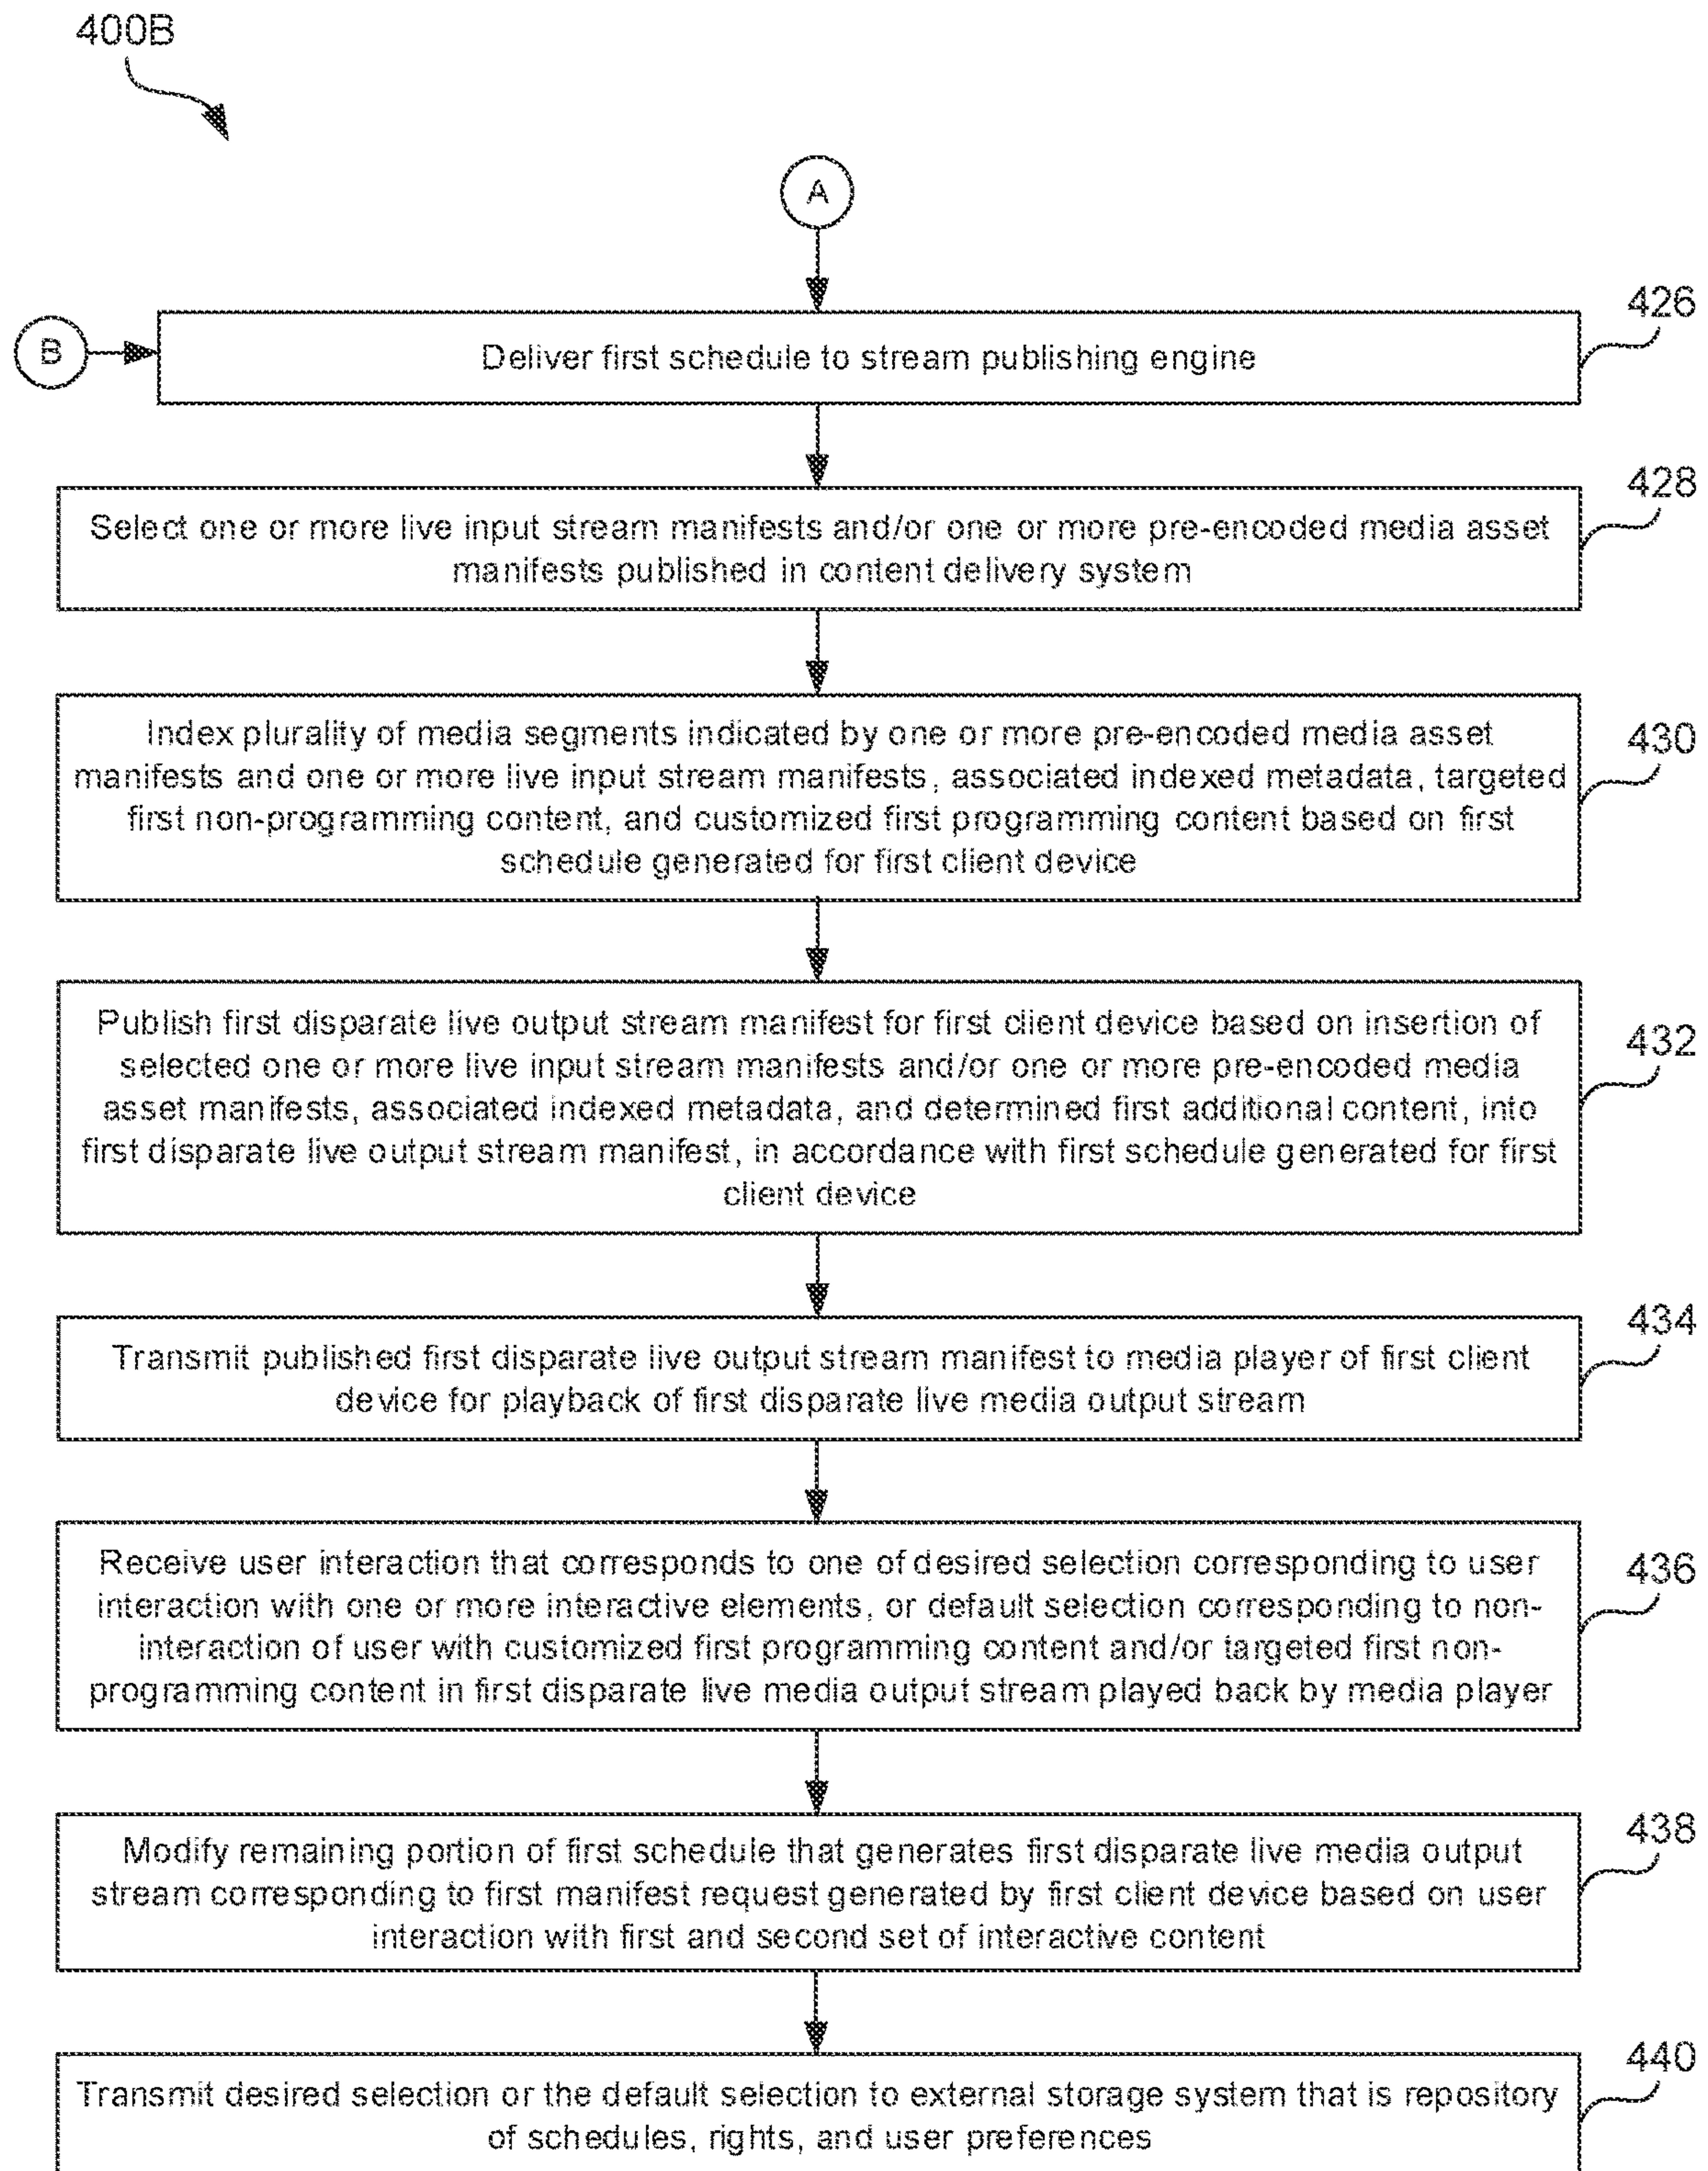 400B
A
B
Deliver first schedule to stream publishing engine
426
Select one or more live input stream manifests and/or one or more pre-encoded media asset
manifests published in content delivery system
428
Index plurality of media segments indicated by one or more pre-encoded media asset
manifests and one or more live input stream manifests, associated indexed metadata, targeted
first non-programming content, and customized first programming content based on first
schedule generated for first client device
430
Publish first disparate live output stream manifest for first client device based on insertion of
selected one or more live input stream manifests and/or one or more pre-encoded media
asset manifests, associated indexed metadata, and determined first additional content, into
first disparate live output stream manifest, in accordance with first schedule generated for first
client device
432
Transmit published first disparate live output stream manifest to media player of first client
device for playback of first disparate live media output stream
434
Receive user interaction that corresponds to one of desired selection corresponding to user
interaction with one or more interactive elements, or default selection corresponding to non-
interaction of user with customized first programming content and/or targeted first non-
programming content in first disparate live media output stream played back by media player
436
Modify remaining portion of first schedule that generates first disparate live media output
stream corresponding to first manifest request generated by first client device based on user
interaction with first and second set of interactive content
438
Transmit desired selection or the default selection to external storage system that is repository
of schedules, rights, and user preferences
440